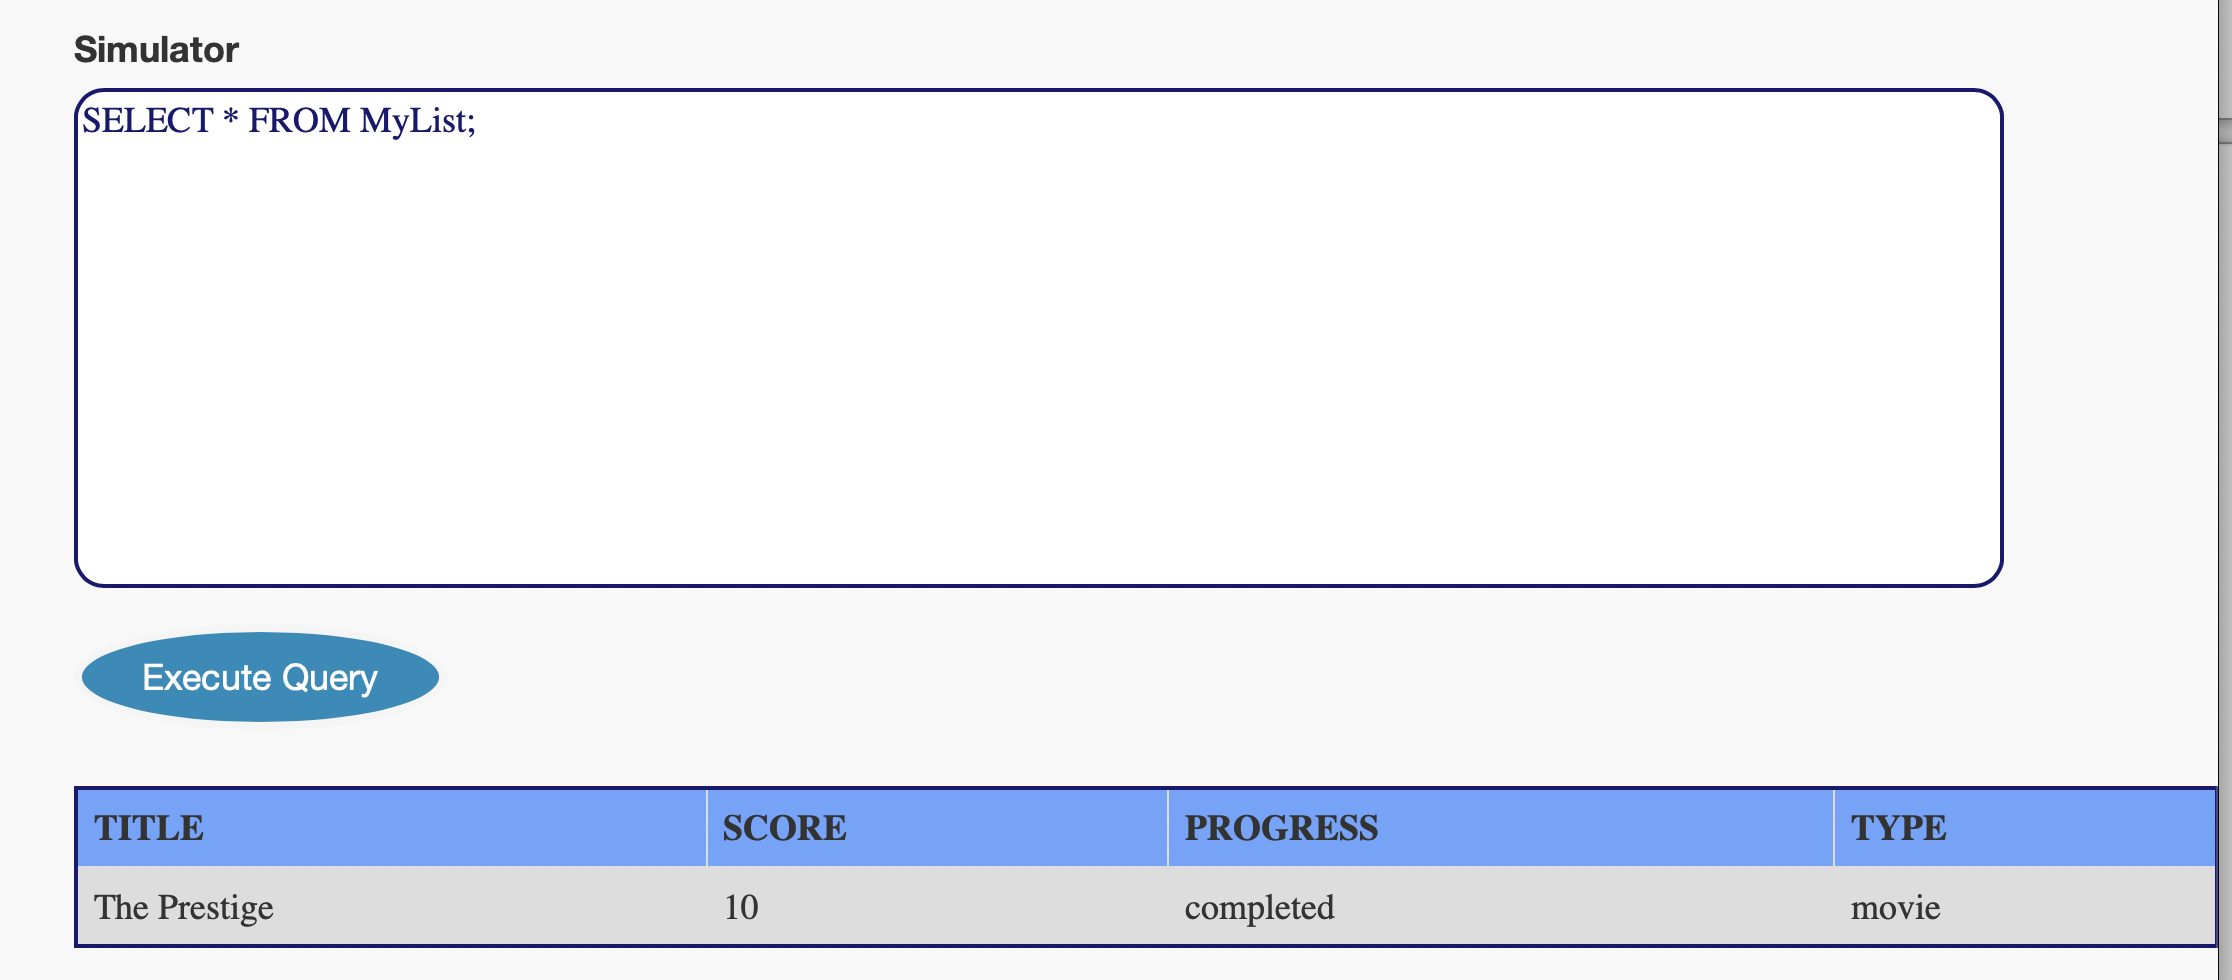 Simulator
SELECT * FROM MyList;
Execute Query
TITLE SCORE PROGRESS TYPE
The Prestige 10 completed movie